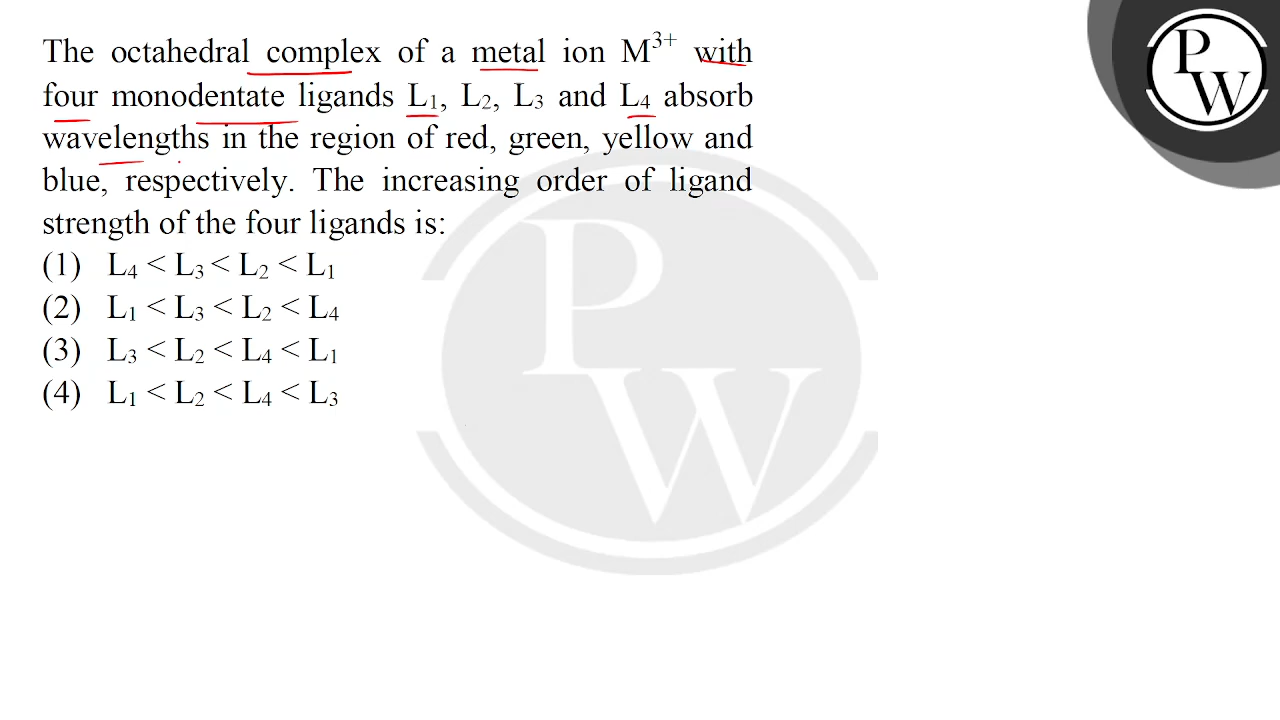 The octahedral complex of a metal ion M³⁺ with
four monodentate ligands L₁, L₂, L₃ and L₄ absorb
wavelengths in the region of red, green, yellow and
blue, respectively. The increasing order of ligand
strength of the four ligands is:
(1) L₄ < L₃ < L₂ < L₁
(2) L₁ < L₃ < L₂ < L₄
(3) L₃ < L₂ < L₄ < L₁
(4) L₁ < L₂ < L₄ < L₃
PW
PW